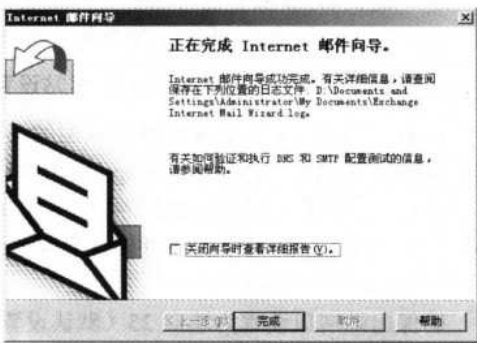 Internet 邮件向导
正在完成 Internet 邮件向导。
Internet 邮件向导成功完成。有关详细信息，请查阅
保存在下列位置的日志文件: D:\Documents and
Settings\Administrator\My Documents\Exchange
Internet Mail Wizard log。
有关如何验证和执行 DNS 和 SMTP 配置测试的信息，
请参阅帮助。
关闭向导时查看详细报告(V)。
<上一步(B) 完成 取消 帮助